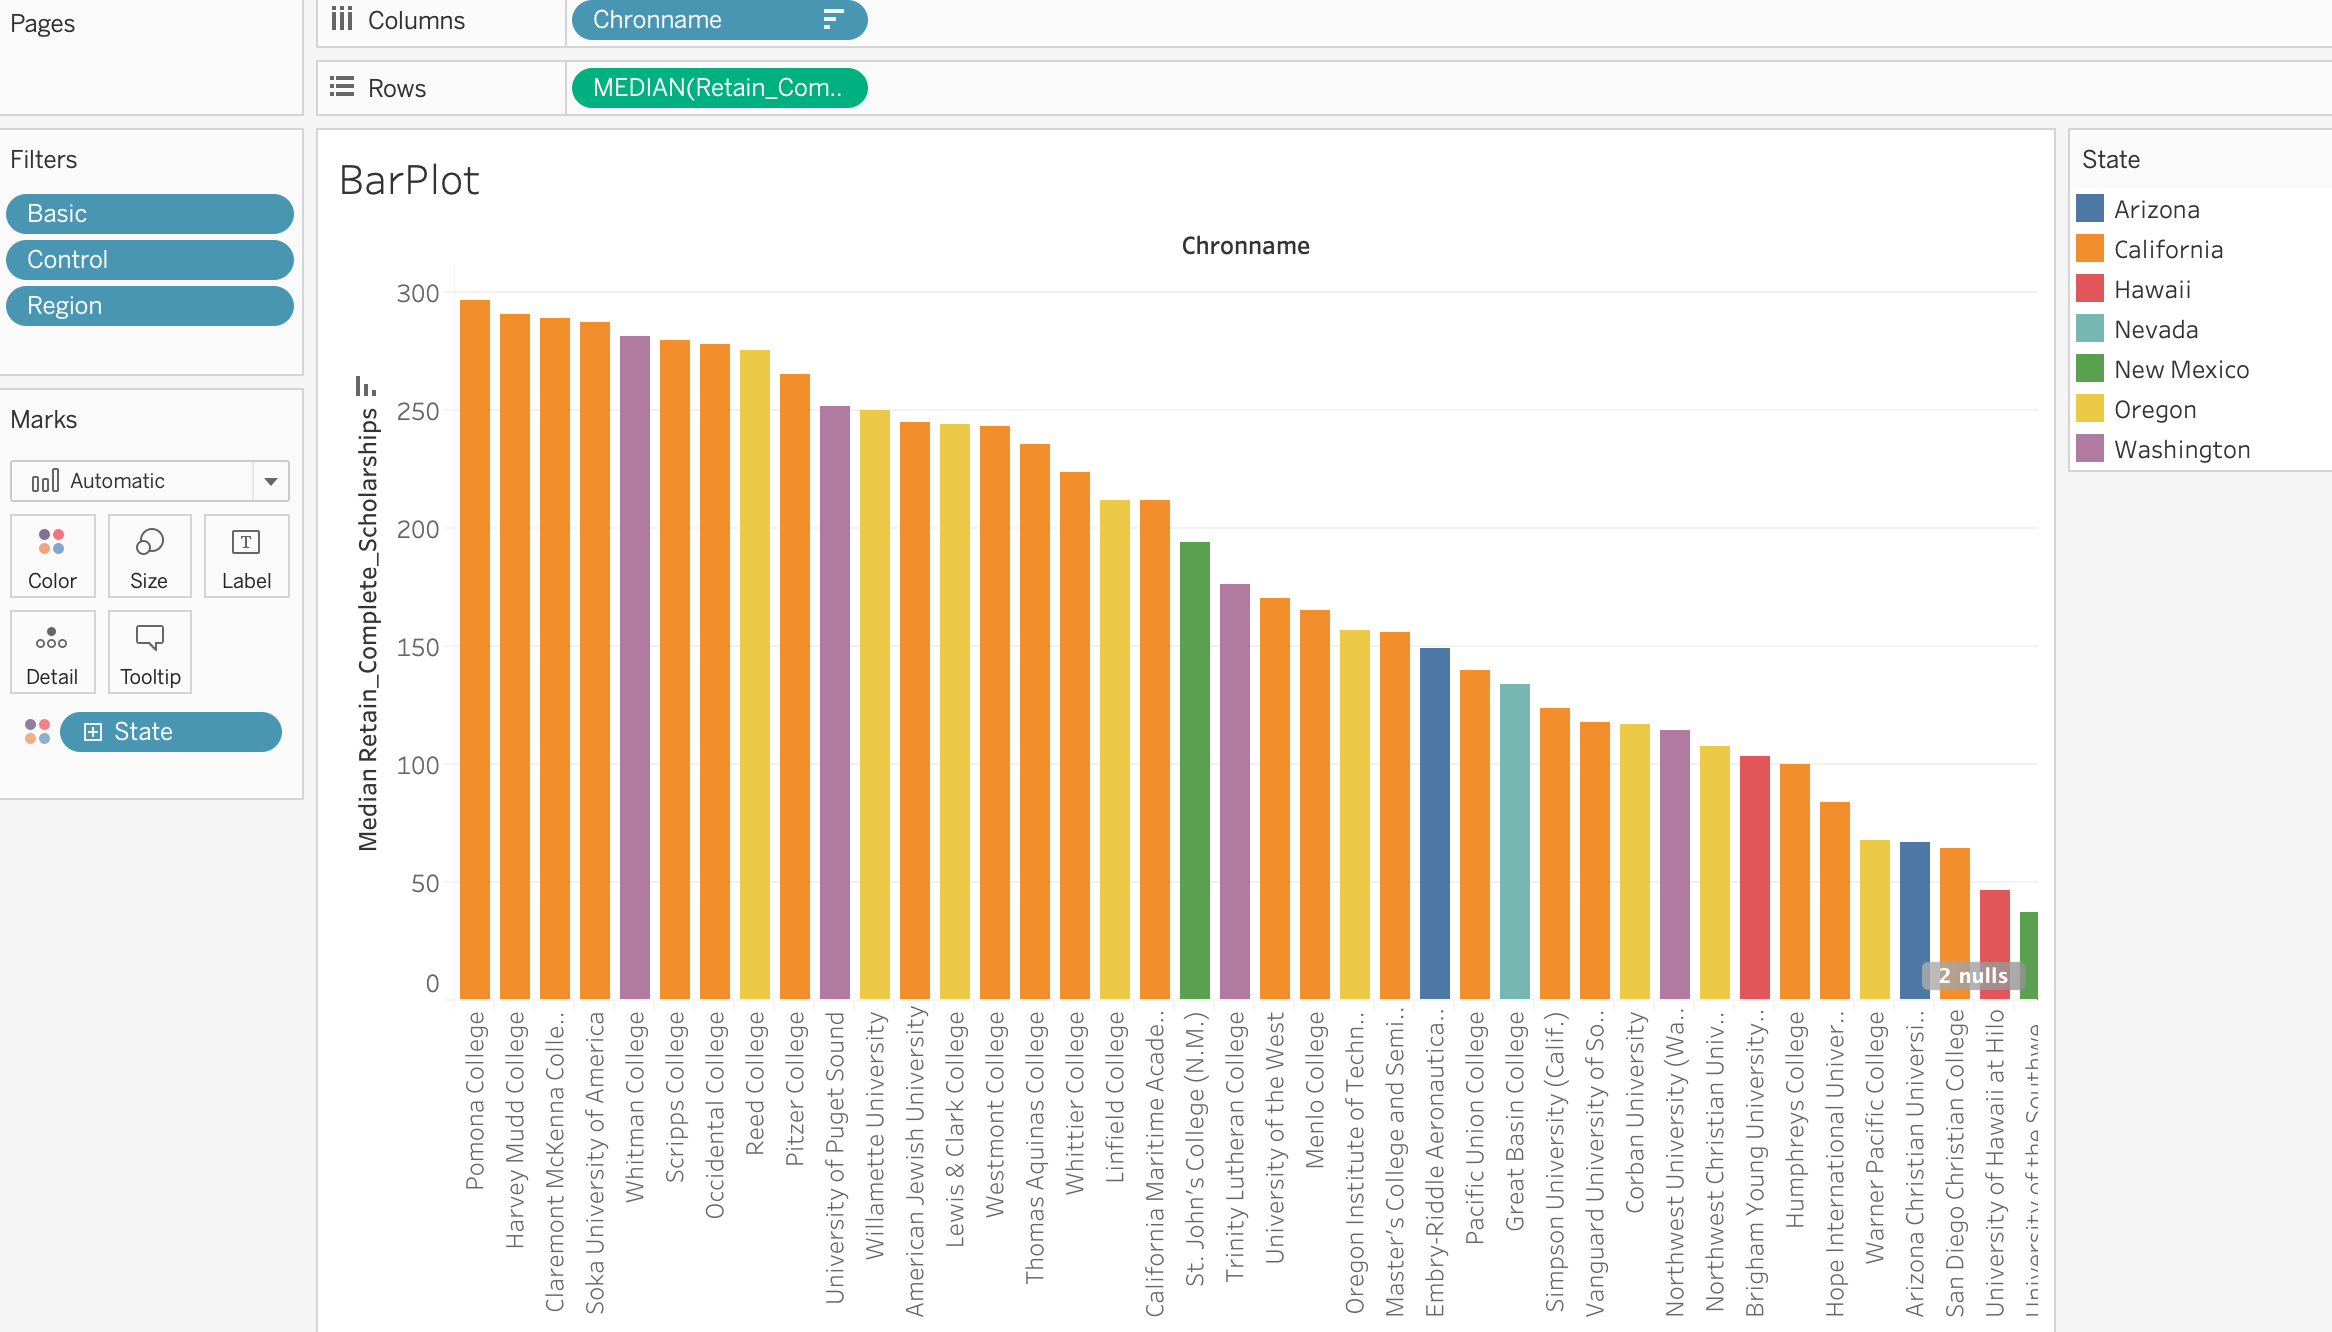 Pages
Columns
Chronname
Rows
MEDIAN(Retain_Com..
Filters
Basic
Control
Region
Marks
Automatic
Color
Size
Label
Detail
Tooltip
State
BarPlot
Chronname
Median Retain_Complete_Scholarships
300
250
200
150
100
50
0
2 nulls
Pomona College
Harvey Mudd College
Claremont McKenna Colle..
Soka University of America
Whitman College
Scripps College
Occidental College
Reed College
Pitzer College
University of Puget Sound
Willamette University
American Jewish University
Lewis & Clark College
Westmont College
Thomas Aquinas College
Whittier College
Linfield College
California Maritime Acade..
St. John's College (N.M.)
Trinity Lutheran College
University of the West
Menlo College
Oregon Institute of Techn..
Master's College and Semi..
Embry-Riddle Aeronautica..
Pacific Union College
Great Basin College
Simpson University (Calif.)
Vanguard University of So..
Corban University
Northwest University (Wa..
Northwest Christian Univ..
Brigham Young University..
Humphreys College
Hope International Univer..
Warner Pacific College
Arizona Christian Universi..
San Diego Christian College
University of Hawaii at Hilo
University of the Southwe
State
Arizona
California
Hawaii
Nevada
New Mexico
Oregon
Washington